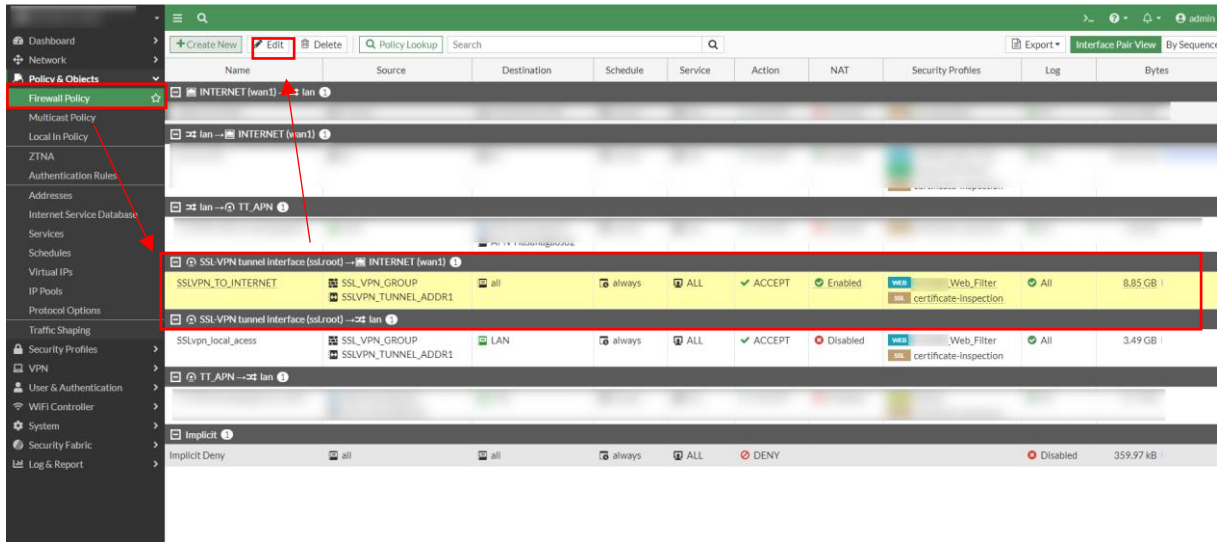 admin
Dashboard
Network
Policy & Objects
Firewall Policy
Multicast Policy
Local In Policy
ZTNA
Authentication Rules
Addresses
Internet Service Database
Services
Schedules
Virtual IPs
IP Pools
Protocol Options
Traffic Shaping
Security Profiles
VPN
User & Authentication
WiFi Controller
System
Security Fabric
Log & Report
+Create New Edit Delete Policy Lookup Search Export Interface Pair View By Sequence
Name Source Destination Schedule Service Action NAT Security Profiles Log Bytes
INTERNET (wan1) → lan 1
lan → INTERNET (wan1) 1
certificate-inspection
lan → TT_APN 1
SSL-VPN tunnel interface (ssl.root) → INTERNET (wan1) 1
SSLVPN_TO_INTERNET SSL_VPN_GROUP all always ALL ACCEPT Enabled WEB _Web_Filter All 8.85 GB
SSLVPN_TUNNEL_ADDR1 SSL certificate-inspection
SSL-VPN tunnel interface (ssl.root) → lan 1
SSLvpn_local_acess SSL_VPN_GROUP LAN always ALL ACCEPT Disabled WEB _Web_Filter All 3.49 GB
SSLVPN_TUNNEL_ADDR1 SSL certificate-inspection
TT_APN → lan 1
Implicit 1
Implicit Deny all all always ALL DENY Disabled 359.97 kB